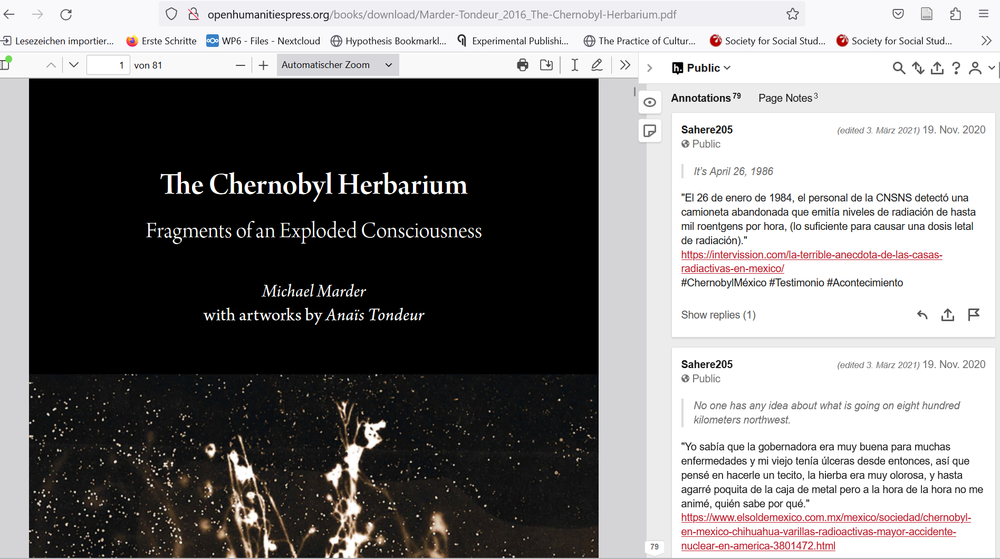 openhumanitiespress.org/books/download/Marder-Tondeur_2016_The-Chernobyl-Herbarium.pdf
Lesezeichen importier... Erste Schritte WP6 - Files - Nextcloud Hypothesis Bookmarkl... Experimental Publishi... The Practice of Cultur... Society for Social Stud... Society for Social Stud...
1 von 81 Automatischer Zoom
The Chernobyl Herbarium
Fragments of an Exploded Consciousness
Michael Marder
with artworks by Anaïs Tondeur
h. Public
Annotations 79 Page Notes 3
Sahere205 (edited 3. März 2021) 19. Nov. 2020
Public
It’s April 26, 1986
"El 26 de enero de 1984, el personal de la CNSNS detectó una
camioneta abandonada que emitía niveles de radiación de hasta
mil roentgens por hora, (lo suficiente para causar una dosis letal
de radiación)."
https://intervission.com/la-terrible-anecdota-de-las-casas-
radiactivas-en-mexico/
#ChernobylMéxico #Testimonio #Acontecimiento
Show replies (1)
Sahere205 (edited 3. März 2021) 19. Nov. 2020
Public
No one has any idea about what is going on eight hundred
kilometers northwest.
"Yo sabía que la gobernadora era muy buena para muchas
enfermedades y mi viejo tenía úlceras desde entonces, así que
pensé en hacerle un tecito, la hierba era muy olorosa, y hasta
agarré poquita de la caja de metal pero a la hora de la hora no me
animé, quién sabe por qué."
https://www.elsoldemexico.com.mx/mexico/sociedad/chernobyl-
en-mexico-chihuahua-varillas-radioactivas-mayor-accidente-
nuclear-en-america-3801472.html
79